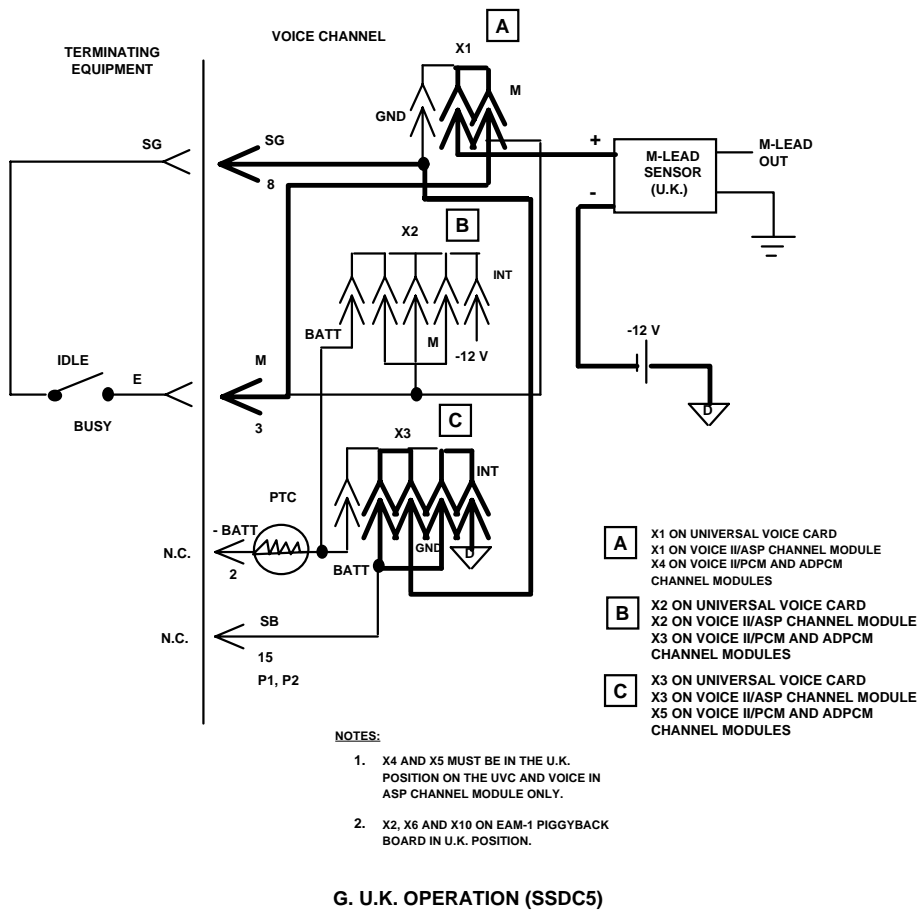 VOICE CHANNEL
TERMINATING
EQUIPMENT
A
X1
M
GND
SG
SG
8
+
-
M-LEAD
SENSOR
(U.K.)
M-LEAD
OUT
X2
B
INT
BATT
M
-12 V
-12 V
D
IDLE
E
BUSY
M
3
C
X3
INT
PTC
- BATT
N.C.
2
BATT
GND
D
N.C.
SB
15
P1, P2
A
X1 ON UNIVERSAL VOICE CARD
X1 ON VOICE II/ASP CHANNEL MODULE
X4 ON VOICE II/PCM AND ADPCM
CHANNEL MODULES
B
X2 ON UNIVERSAL VOICE CARD
X2 ON VOICE II/ASP CHANNEL MODULE
X3 ON VOICE II/PCM AND ADPCM
CHANNEL MODULES
C
X3 ON UNIVERSAL VOICE CARD
X3 ON VOICE II/ASP CHANNEL MODULE
X5 ON VOICE II/PCM AND ADPCM
CHANNEL MODULES
NOTES:
1. X4 AND X5 MUST BE IN THE U.K.
POSITION ON THE UVC AND VOICE IN
ASP CHANNEL MODULE ONLY.
2. X2, X6 AND X10 ON EAM-1 PIGGYBACK
BOARD IN U.K. POSITION.
G. U.K. OPERATION (SSDC5)